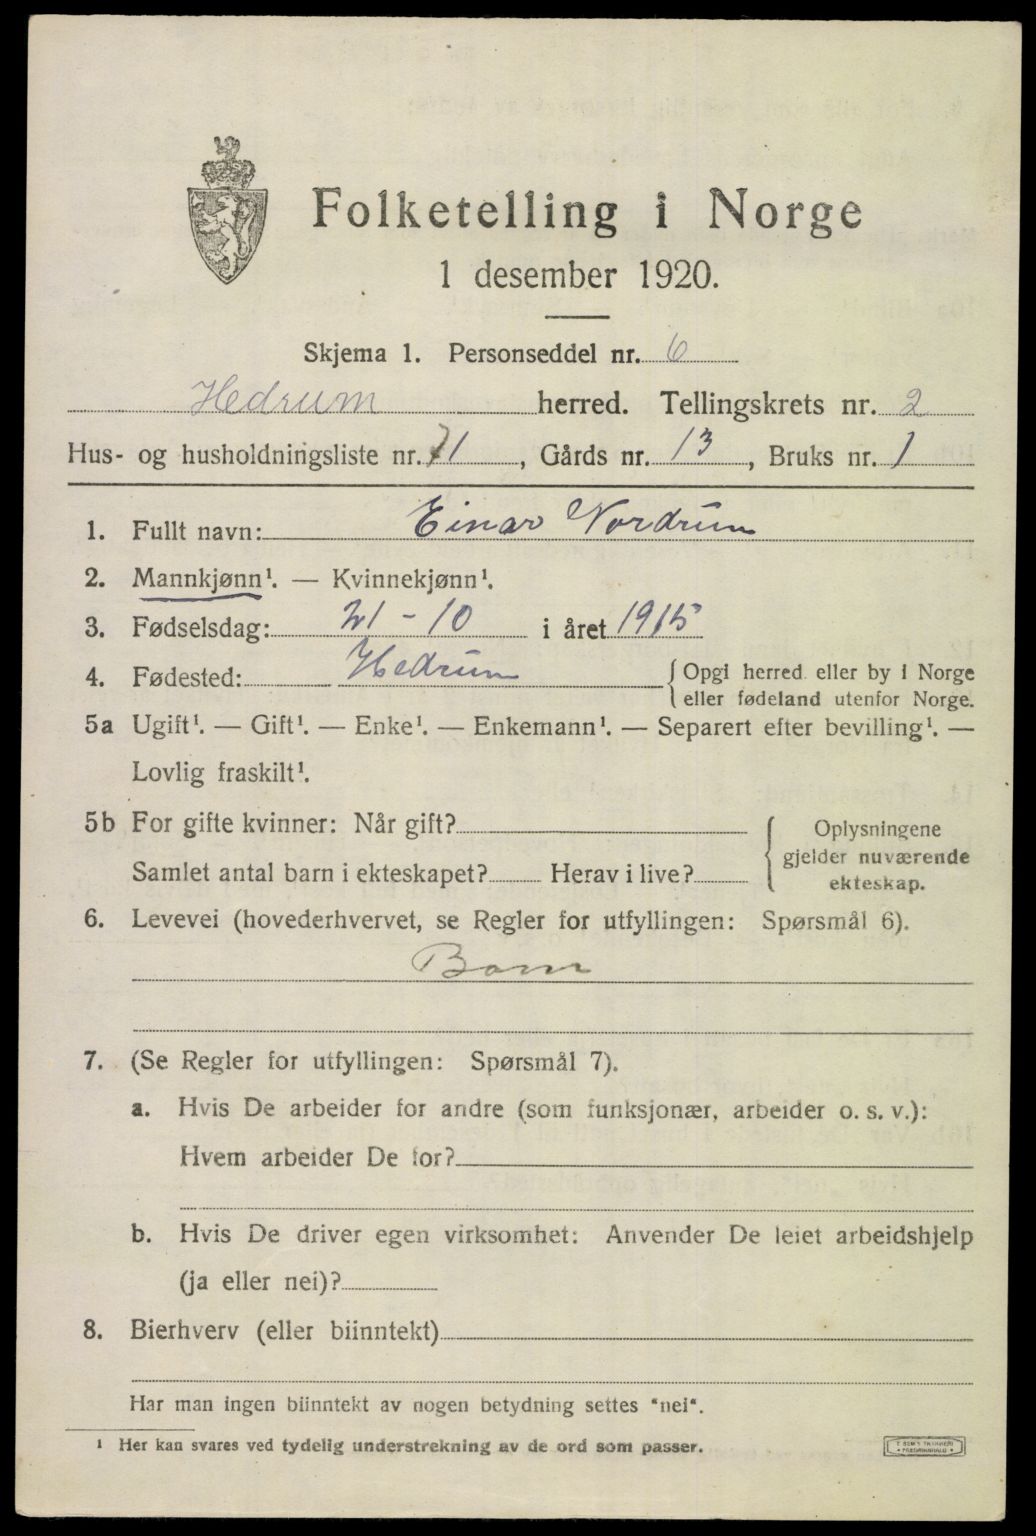 Folketelling i Norge
1 desember 1920.
Skjema 1. Personseddel nr. 6
Hedrum herred. Tellingskrets nr. 2
Hus- og husholdningsliste nr. 71, Gårds nr. 13, Bruks nr. 1
1. Fullt navn: Einar Nordrum
2. Mannkjønn¹. — Kvinnekjønn¹.
3. Fødselsdag: 21 - 10 i året 1915
4. Fødested: Hedrum { Opgi herred eller by i Norge
eller fødeland utenfor Norge.
5a Ugift¹. — Gift¹. — Enke¹. — Enkemann¹. — Separert efter bevilling¹. —
Lovlig fraskilt¹.
5b For gifte kvinner: Når gift?
Samlet antal barn i ekteskapet? Herav i live?
{ Oplysningene
gjelder nuværende
ekteskap.
6. Levevei (hovederhvervet, se Regler for utfyllingen: Spørsmål 6).
Barn
7. (Se Regler for utfyllingen: Spørsmål 7).
a. Hvis De arbeider for andre (som funksjonær, arbeider o. s. v.):
Hvem arbeider De for?
b. Hvis De driver egen virksomhet: Anvender De leiet arbeidshjelp
(ja eller nei)?
8. Bierhverv (eller biinntekt)
Har man ingen biinntekt av nogen betydning settes "nei".
¹ Her kan svares ved tydelig understrekning av de ord som passer.